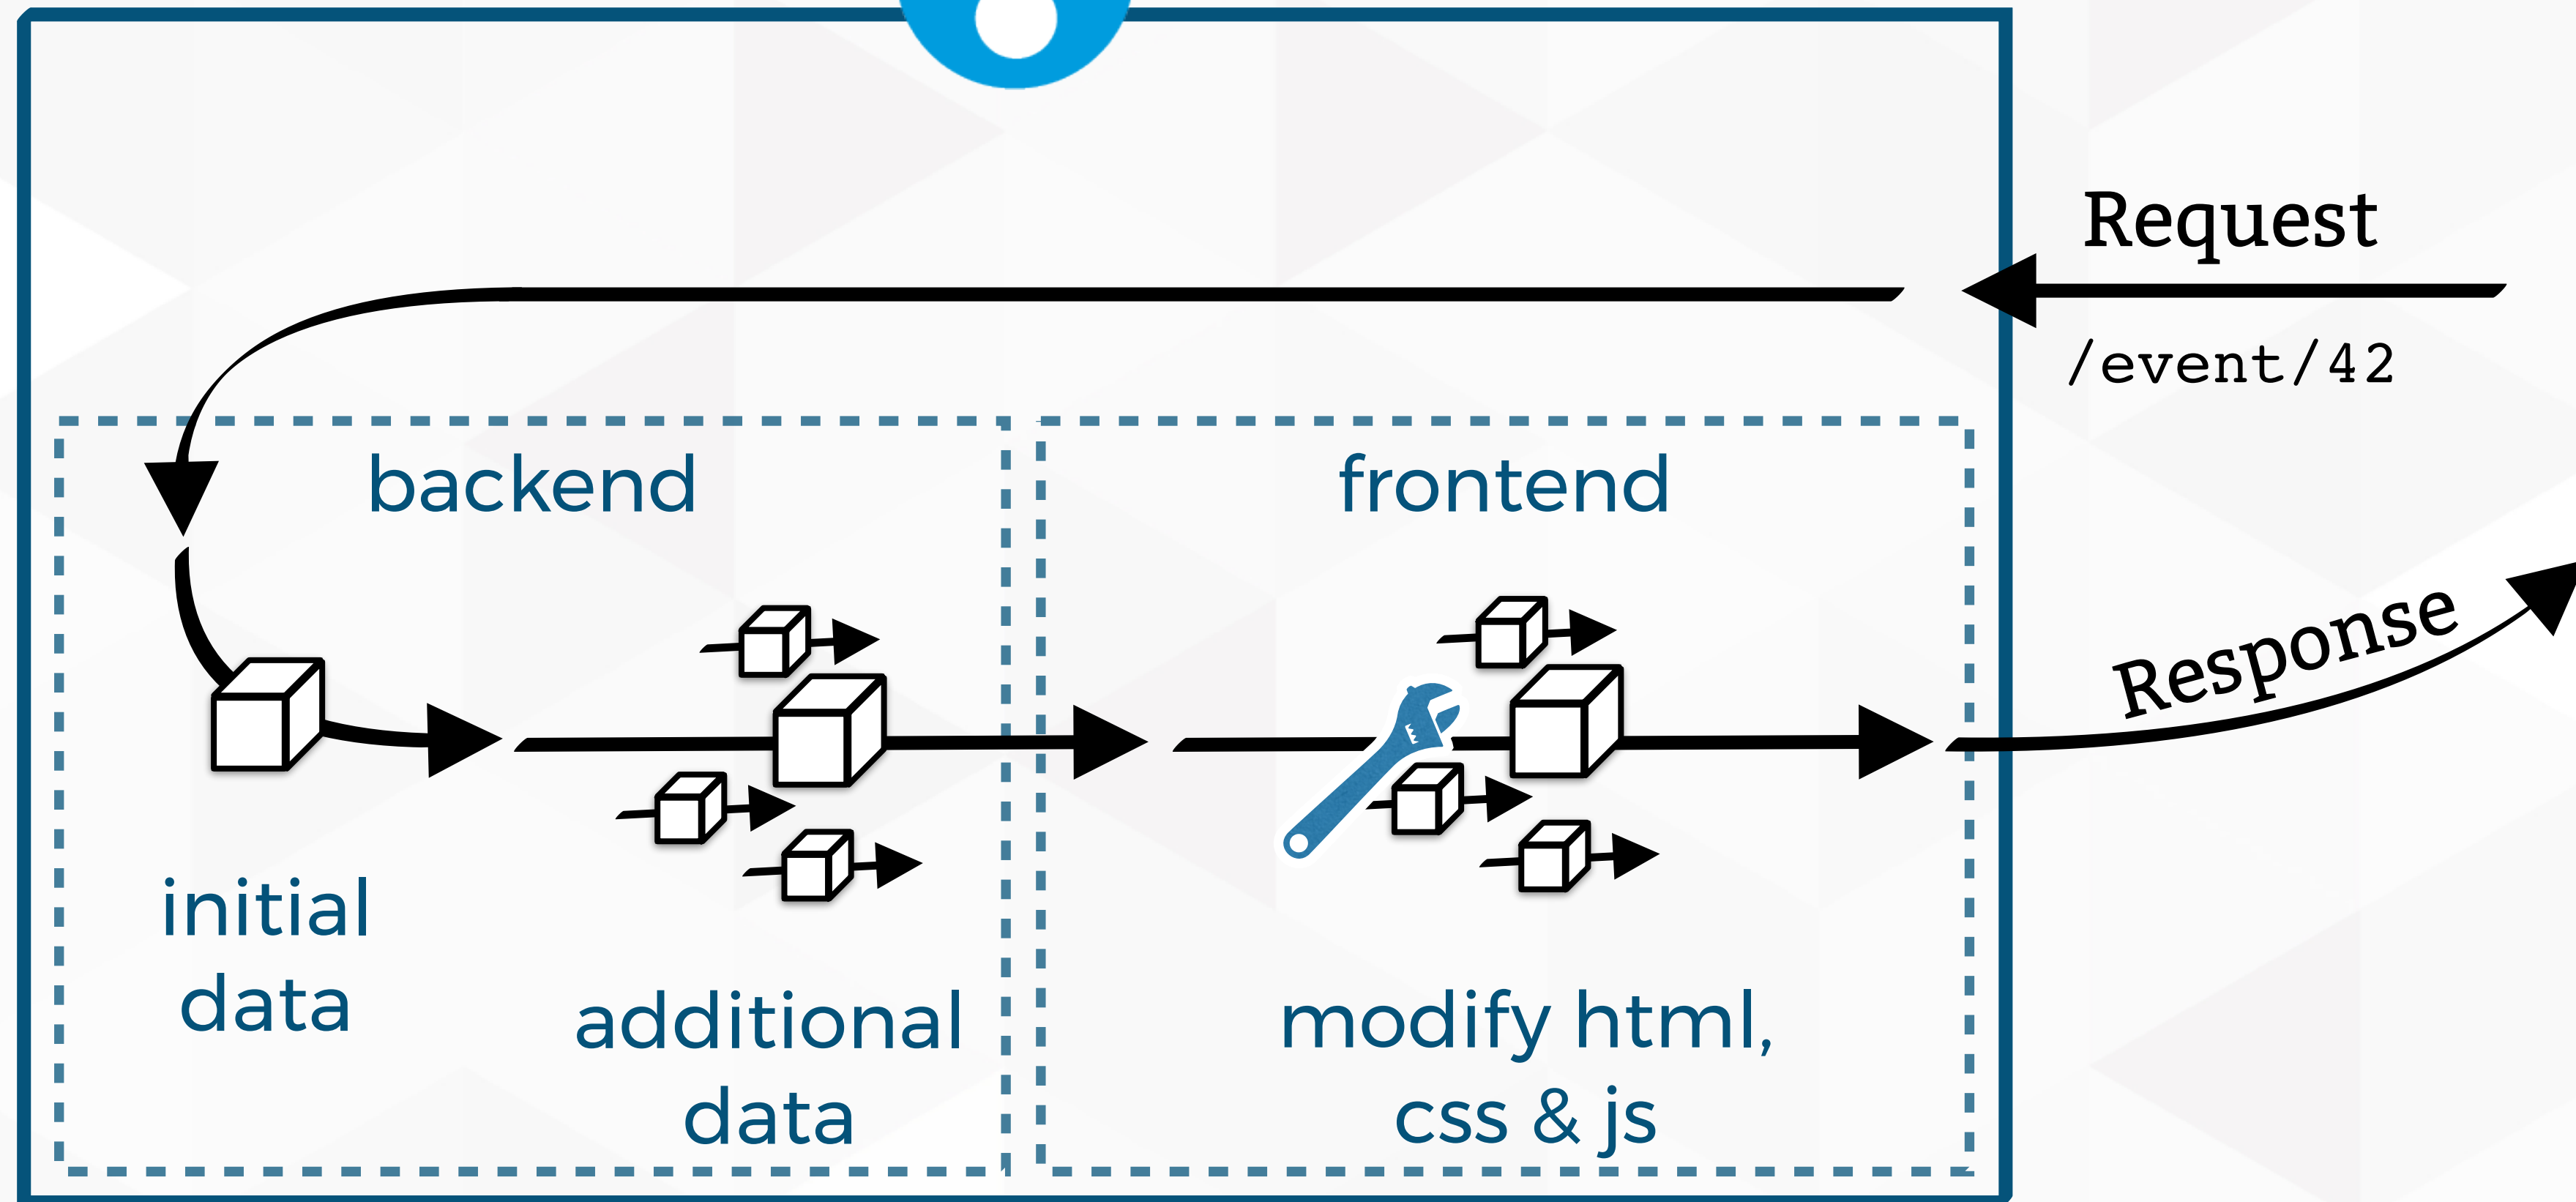 Request
/event/42
backend
frontend
Response
initial
data
additional
data
modify html,
css & js